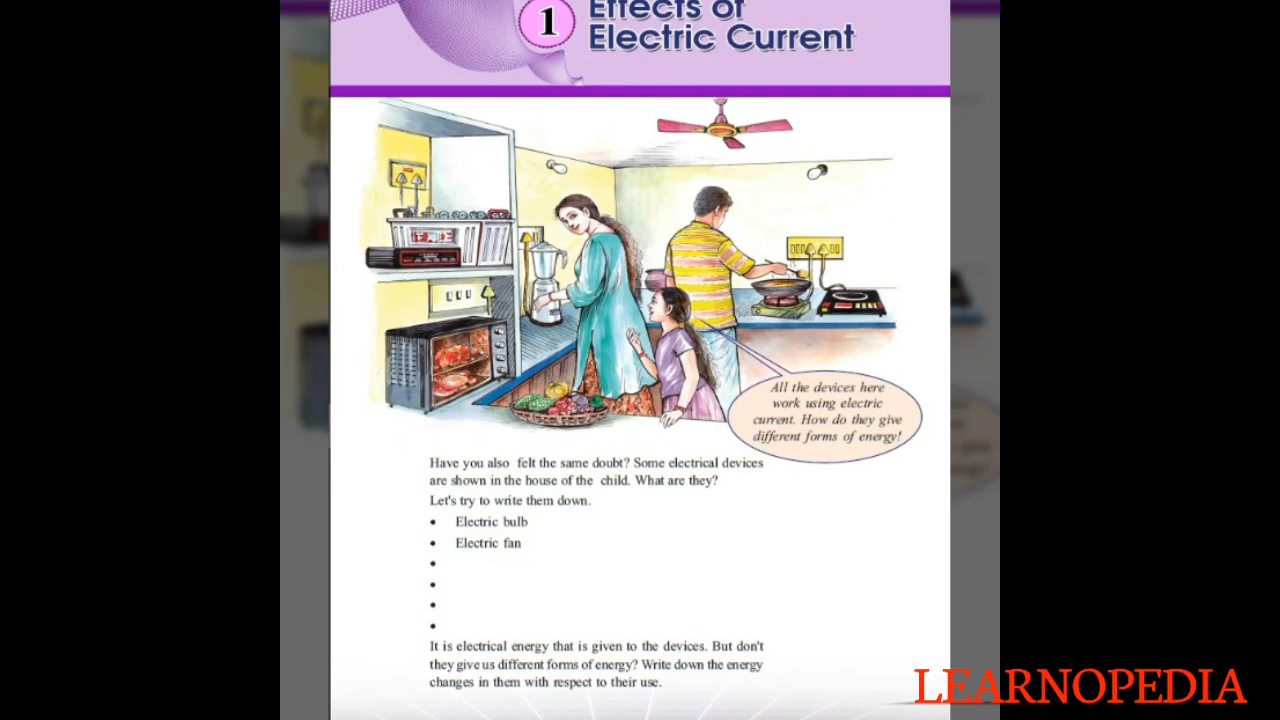 1
Effects of
Electric Current
All the devices here
work using electric
current. How do they give
different forms of energy!
Have you also felt the same doubt? Some electrical devices
are shown in the house of the child. What are they?
Let's try to write them down.
• Electric bulb
• Electric fan
•
•
•
•
It is electrical energy that is given to the devices. But don't
they give us different forms of energy? Write down the energy
changes in them with respect to their use.
LEARNOPEDIA